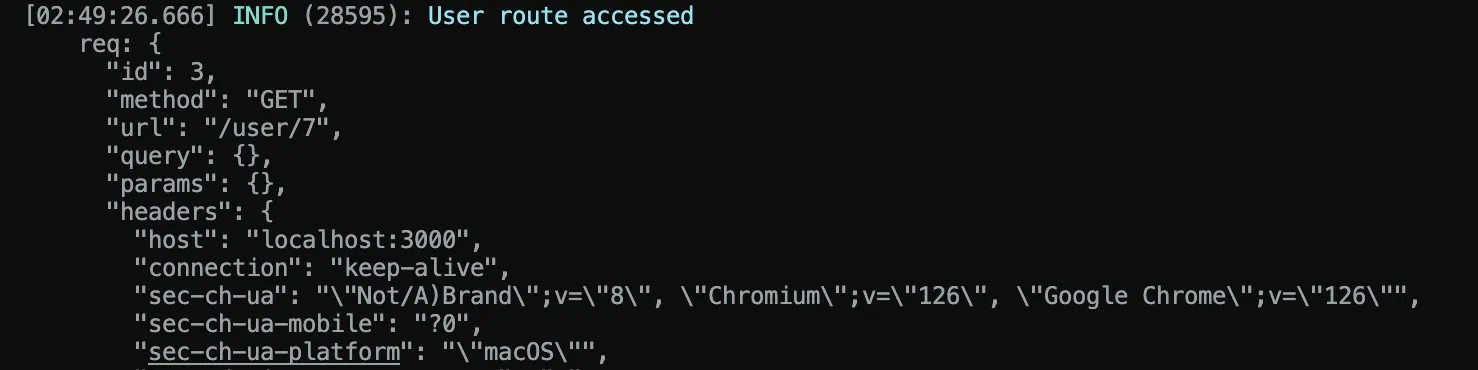 [02:49:26.666] INFO (28595): User route accessed
req: {
"id": 3,
"method": "GET",
"url": "/user/7",
"query": {},
"params": {},
"headers": {
"host": "localhost:3000",
"connection": "keep-alive",
"sec-ch-ua": "\"Not/A)Brand\";v=\"8\", \"Chromium\";v=\"126\", \"Google Chrome\";v=\"126\"",
"sec-ch-ua-mobile": "?0",
"sec-ch-ua-platform": "\"macOS\"",